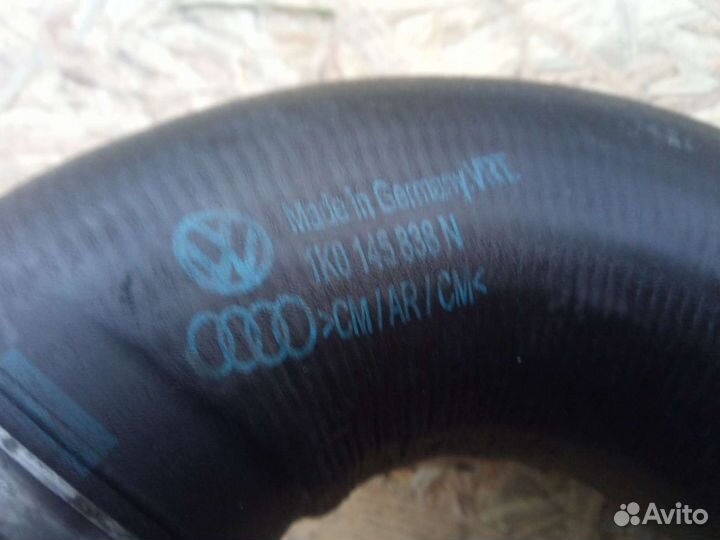 Made in Germany VRT.
1K0 145 838 N
>CM/AR/CM<
Avito